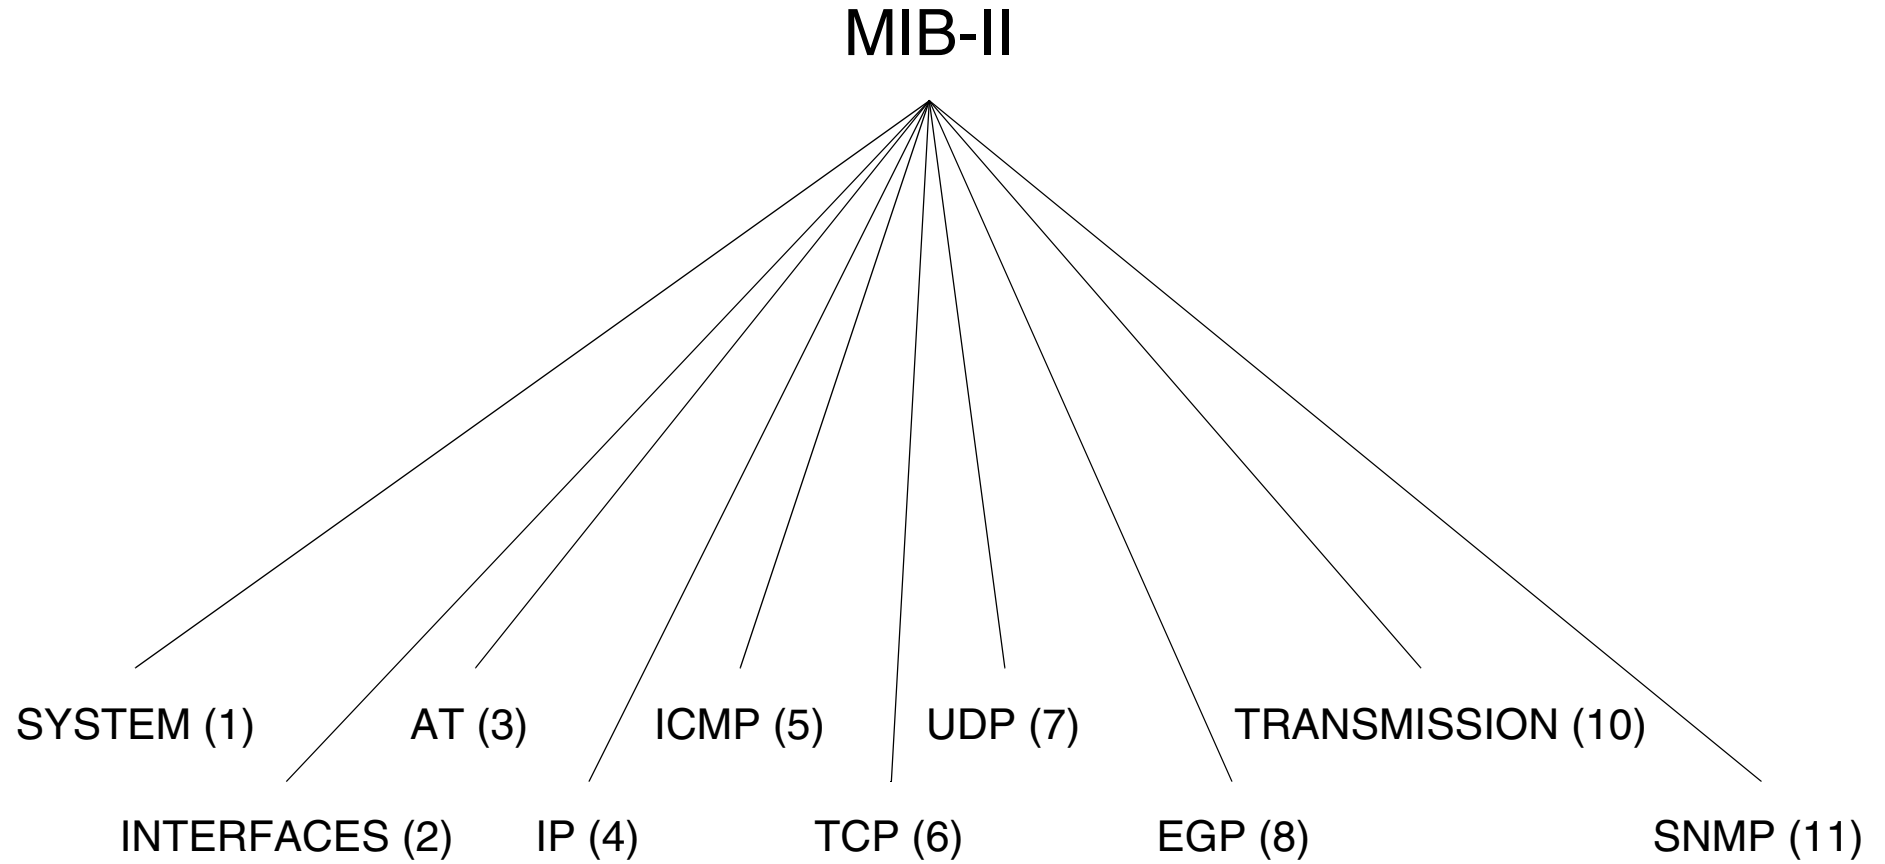 MIB-II
SYSTEM (1)
AT (3)
ICMP (5)
UDP (7)
TRANSMISSION (10)
INTERFACES (2)
IP (4)
TCP (6)
EGP (8)
SNMP (11)